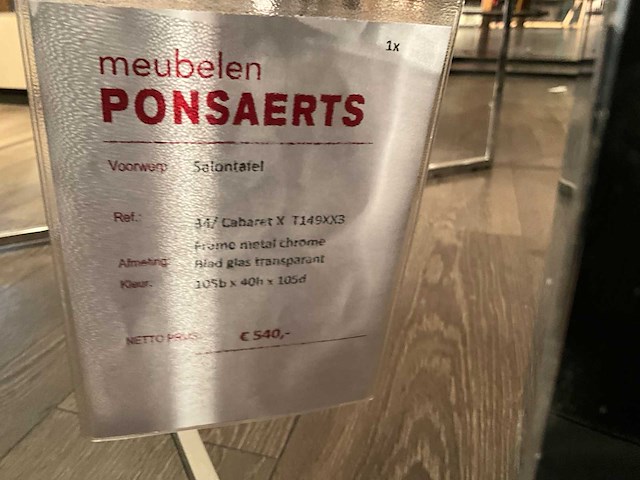 1x
meubelen
PONSAERTS
Voorwerp: Salontafel
Ref.: 44/ Cabaret X T149XX3
Frame metal chrome
Afmeting: Blad glas transparant
Kleur: 105b x 40h x 105d
NETTO PRIJS: € 540,-